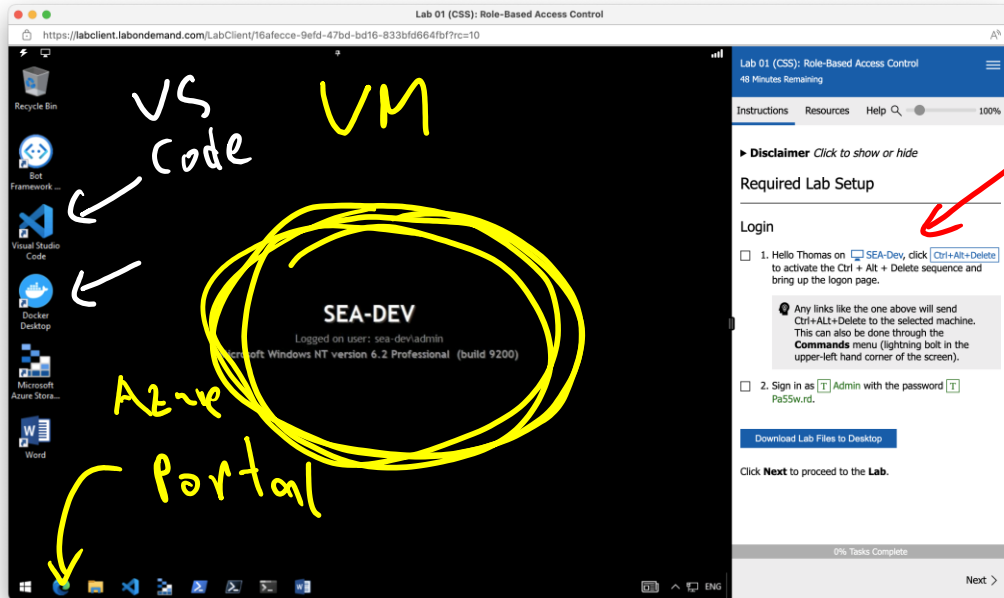 Lab 01 (CSS): Role-Based Access Control
https://labclient.labondemand.com/LabClient/16afecce-9efd-47bd-bd16-833bfd664fbf?rc=10
Recycle Bin
Bot
Framework ...
Visual Studio
Code
Docker
Desktop
Microsoft
Azure Stora...
Word
VS
Code
VM
SEA-DEV
Logged on user: sea-dev\admin
Microsoft Windows NT version 6.2 Professional (build 9200)
Azure
Portal
ENG
Lab 01 (CSS): Role-Based Access Control
48 Minutes Remaining
Instructions Resources Help 100%
Disclaimer Click to show or hide
Required Lab Setup
Login
1. Hello Thomas on SEA-Dev, click Ctrl+Alt+Delete
to activate the Ctrl + Alt + Delete sequence and
bring up the logon page.
Any links like the one above will send
Ctrl+ALt+Delete to the selected machine.
This can also be done through the
Commands menu (lightning bolt in the
upper-left hand corner of the screen).
2. Sign in as T Admin with the password T
Pa55w.rd.
Download Lab Files to Desktop
Click Next to proceed to the Lab.
0% Tasks Complete
Next >